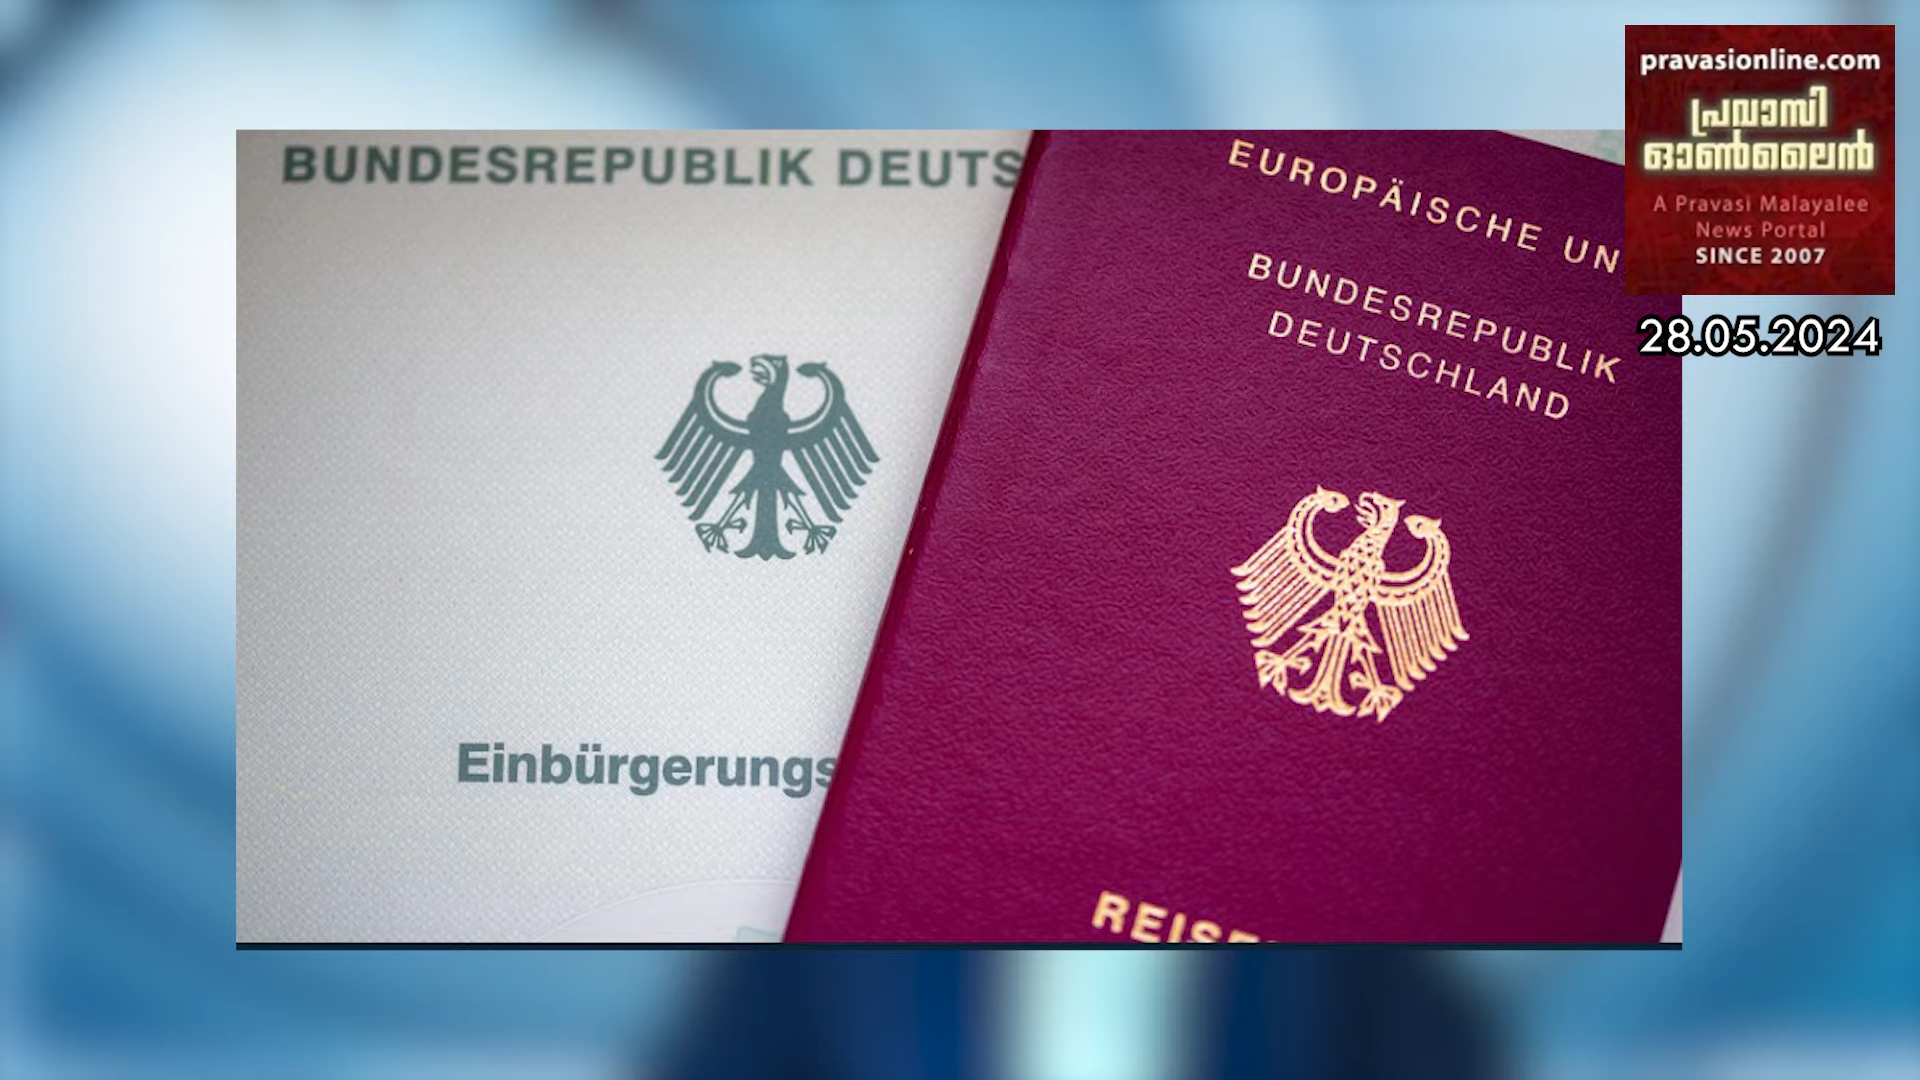 BUNDESREPUBLIK DEUTS
Einbürgerungs
EUROPÄISCHE UN
BUNDESREPUBLIK
DEUTSCHLAND
REISE
pravasionline.com
പ്രവാസി
ഓൺലൈൻ
A Pravasi Malayalee
News Portal
SINCE 2007
28.05.2024